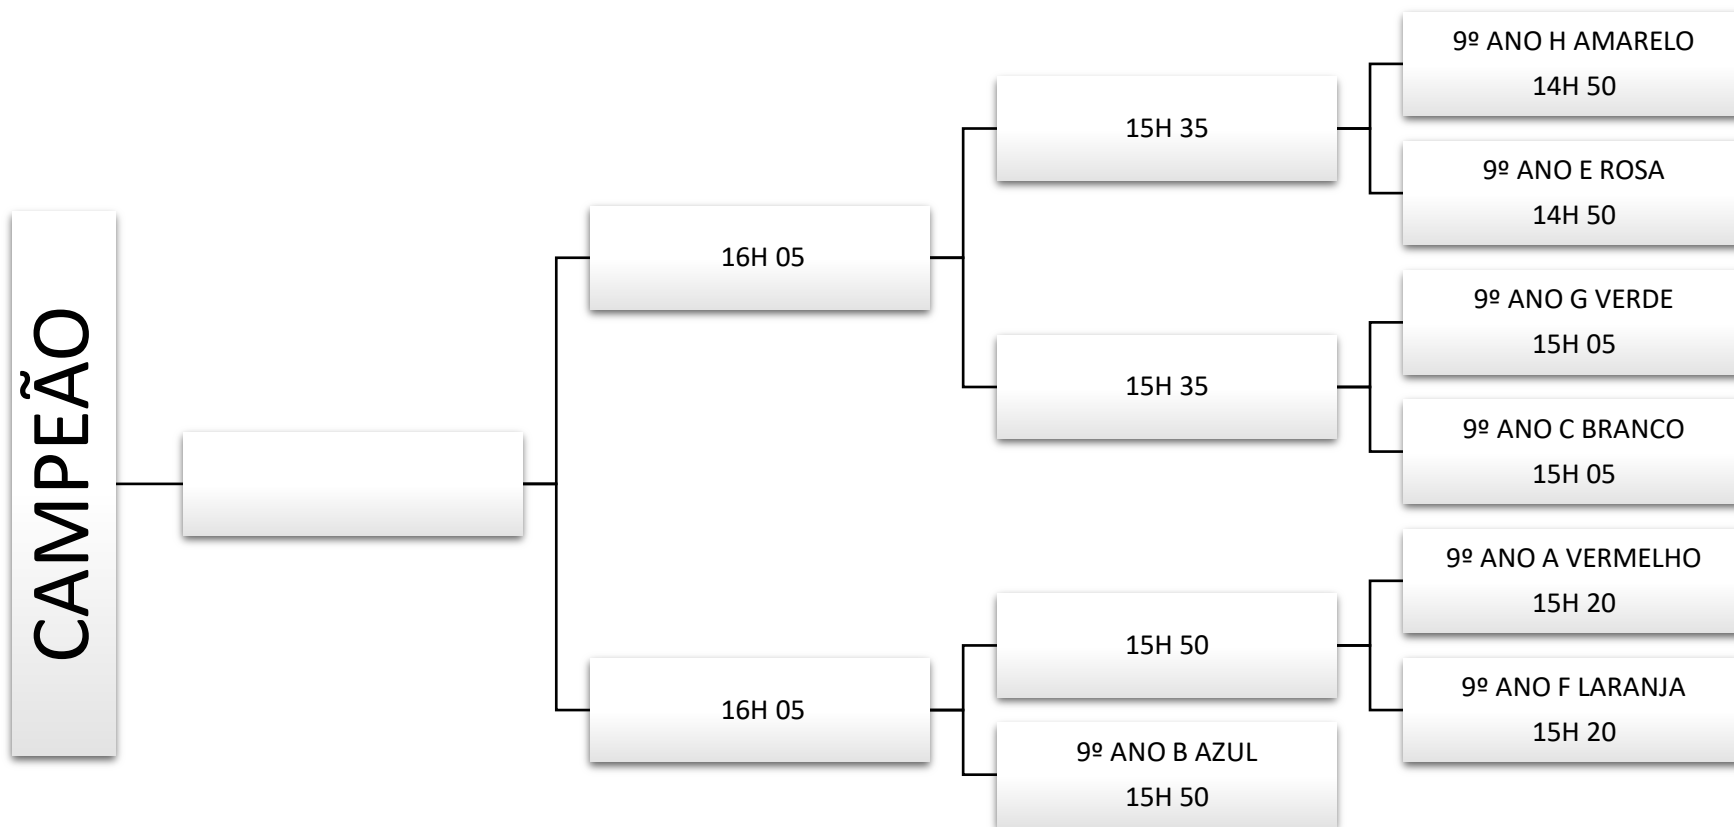 CAMPEÃO
16H 05
16H 05
15H 35
15H 35
15H 50
9º ANO B AZUL
15H 50
9º ANO H AMARELO
14H 50
9º ANO E ROSA
14H 50
9º ANO G VERDE
15H 05
9º ANO C BRANCO
15H 05
9º ANO A VERMELHO
15H 20
9º ANO F LARANJA
15H 20